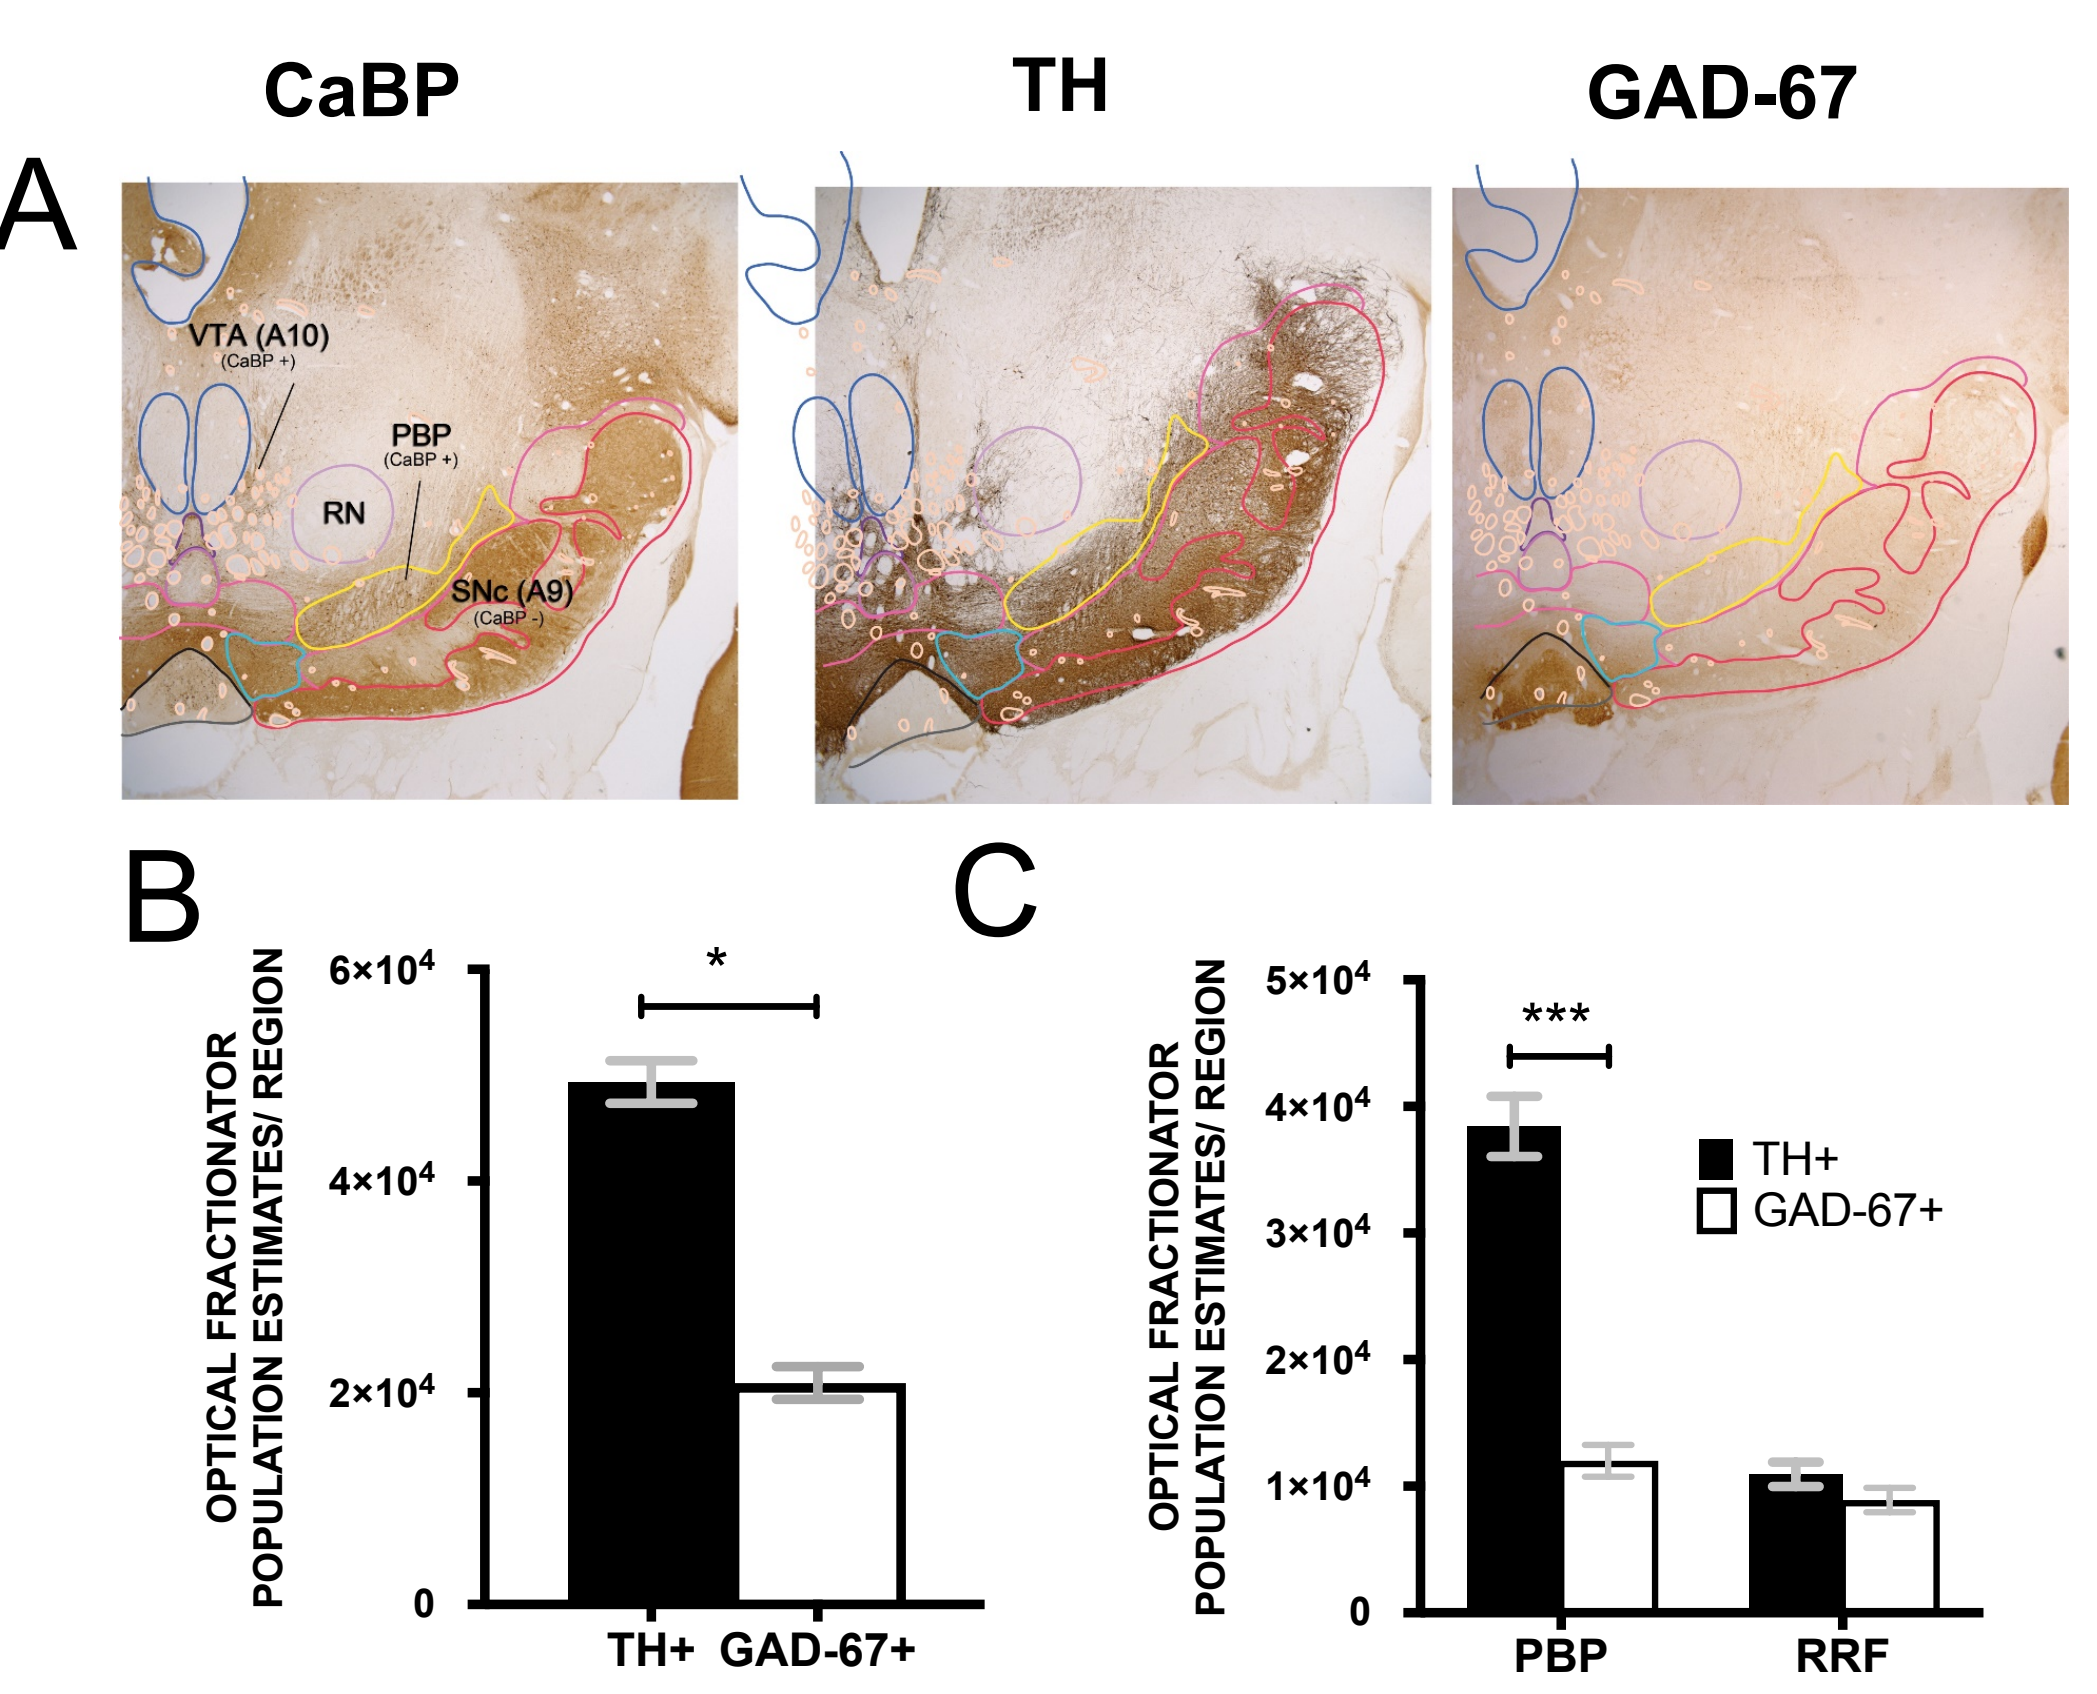 CaBP
TH
GAD-67
A
VTA (A10)
(CaBP +)
PBP
(CaBP +)
RN
SNc (A9)
(CaBP -)
B
OPTICAL FRACTIONATOR
POPULATION ESTIMATES/ REGION
6×10⁴
4×10⁴
2×10⁴
0
*
TH+
GAD-67+
C
OPTICAL FRACTIONATOR
POPULATION ESTIMATES/ REGION
5×10⁴
4×10⁴
3×10⁴
2×10⁴
1×10⁴
0
***
TH+
GAD-67+
PBP
RRF